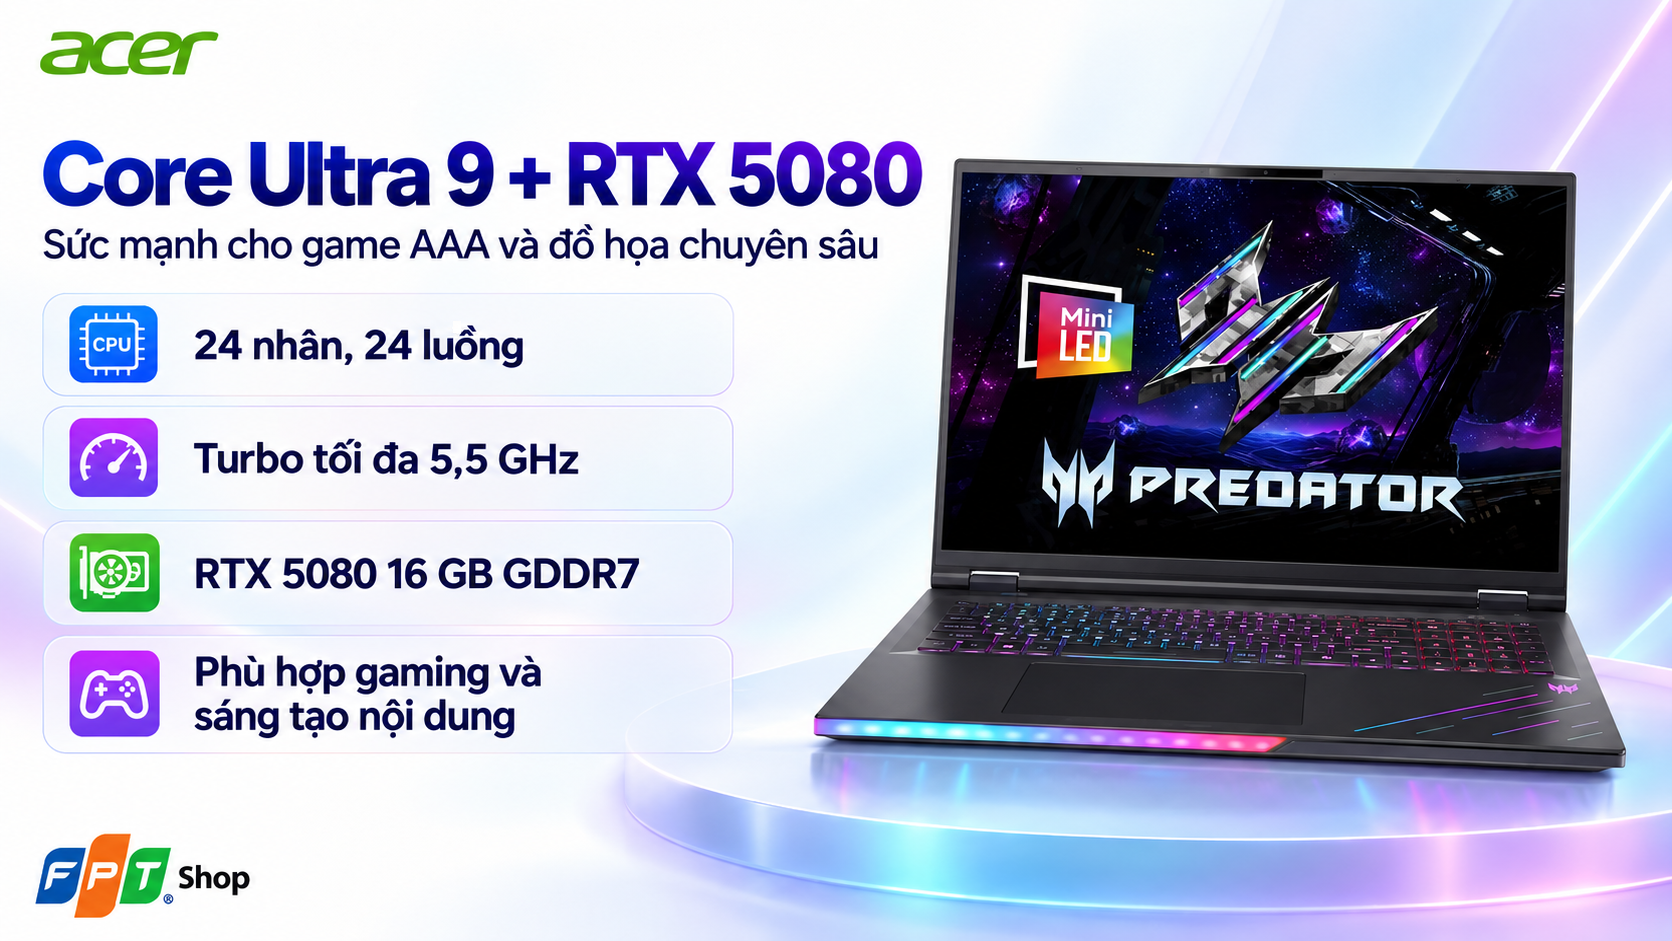 acer
Core Ultra 9 + RTX 5080
Sức mạnh cho game AAA và đồ họa chuyên sâu
CPU
24 nhân, 24 luồng
Turbo tối đa 5,5 GHz
RTX 5080 16 GB GDDR7
Phù hợp gaming và
sáng tạo nội dung
Mini
LED
PREDATOR
FPT® Shop